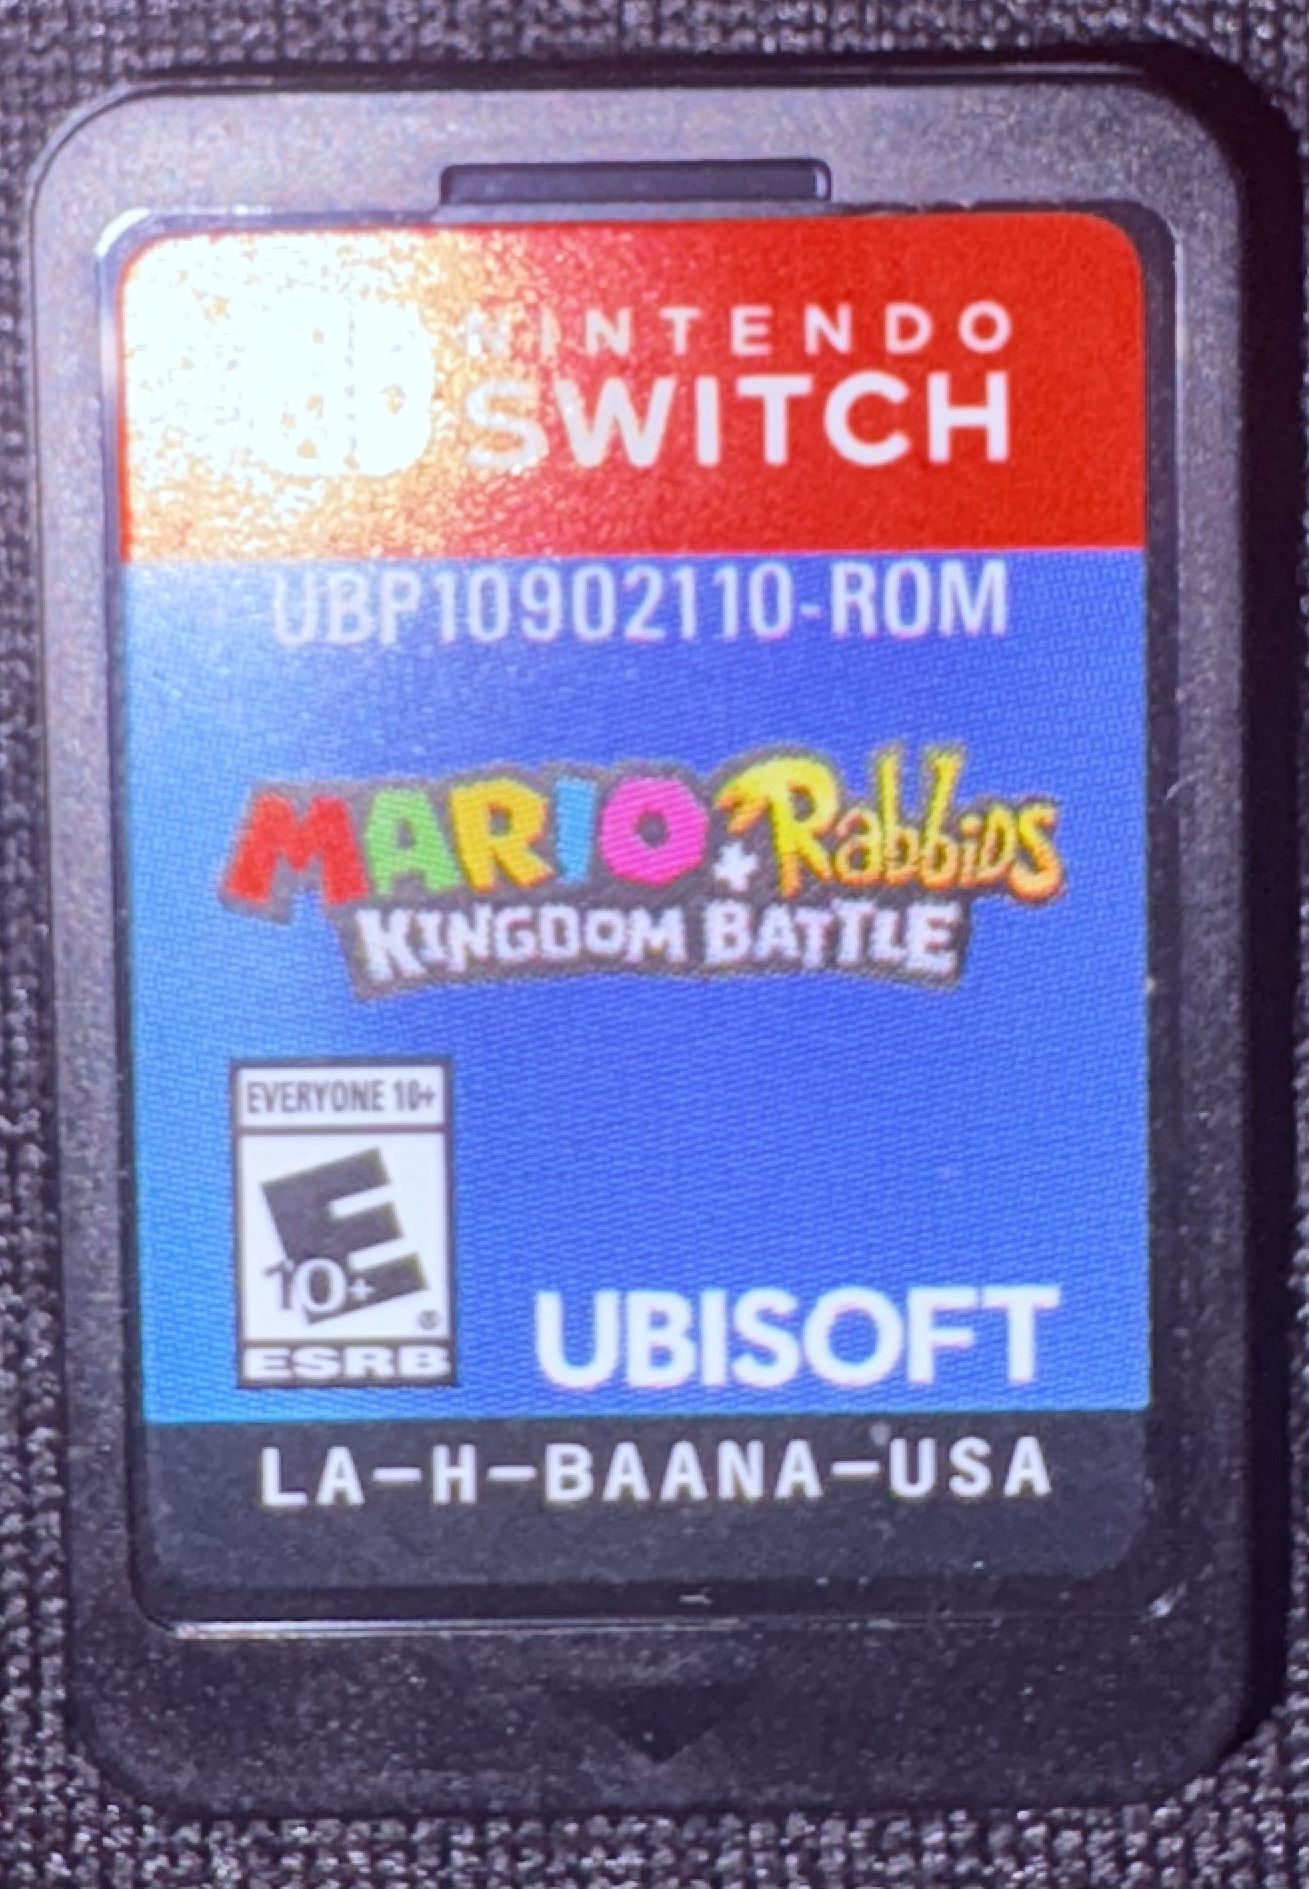 NINTENDO
SWITCH
UBP10902110-ROM
MARIO + Rabbids
KINGDOM BATTLE
EVERYONE 10+
E
10+
®
ESRB
UBISOFT
LA-H-BAANA-USA